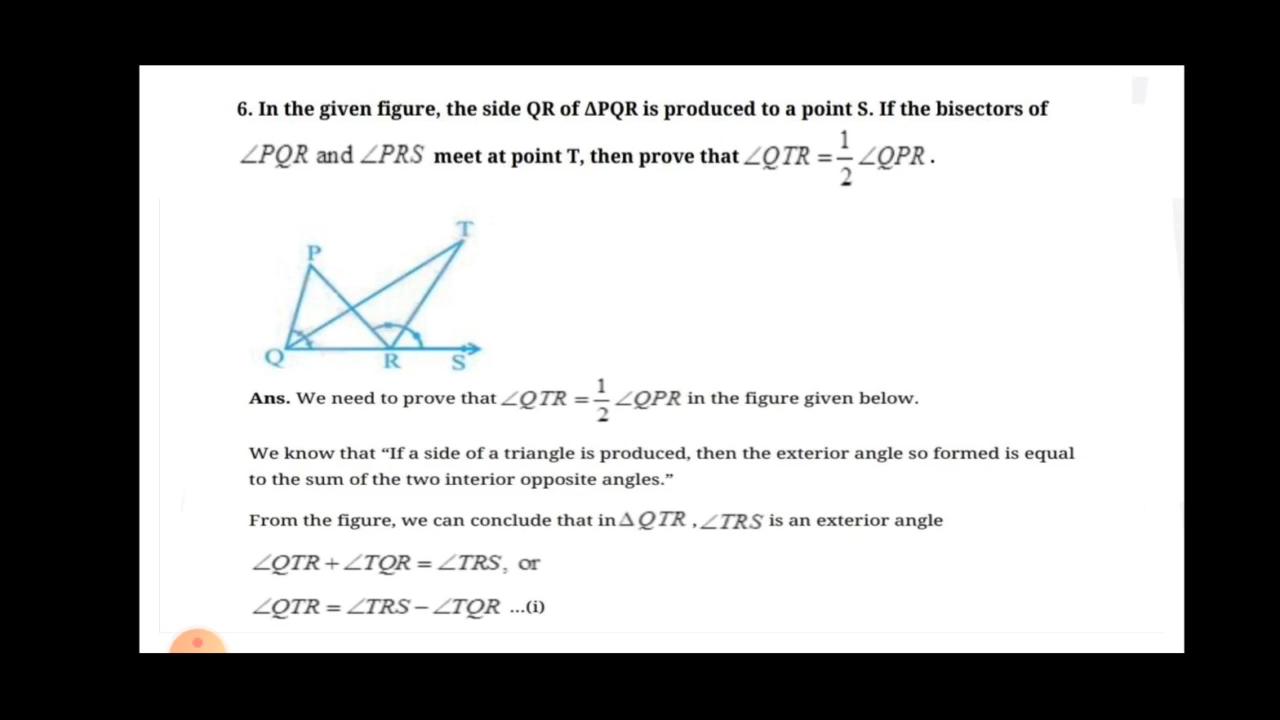 6. In the given figure, the side QR of ΔPQR is produced to a point S. If the bisectors of
∠PQR and ∠PRS meet at point T, then prove that ∠QTR = 1/2 ∠QPR.
T
P
Q R S
Ans. We need to prove that ∠QTR = 1/2 ∠QPR in the figure given below.
We know that “If a side of a triangle is produced, then the exterior angle so formed is equal
to the sum of the two interior opposite angles.”
From the figure, we can conclude that in Δ QTR , ∠TRS is an exterior angle
∠QTR + ∠TQR = ∠TRS, or
∠QTR = ∠TRS − ∠TQR ...(i)